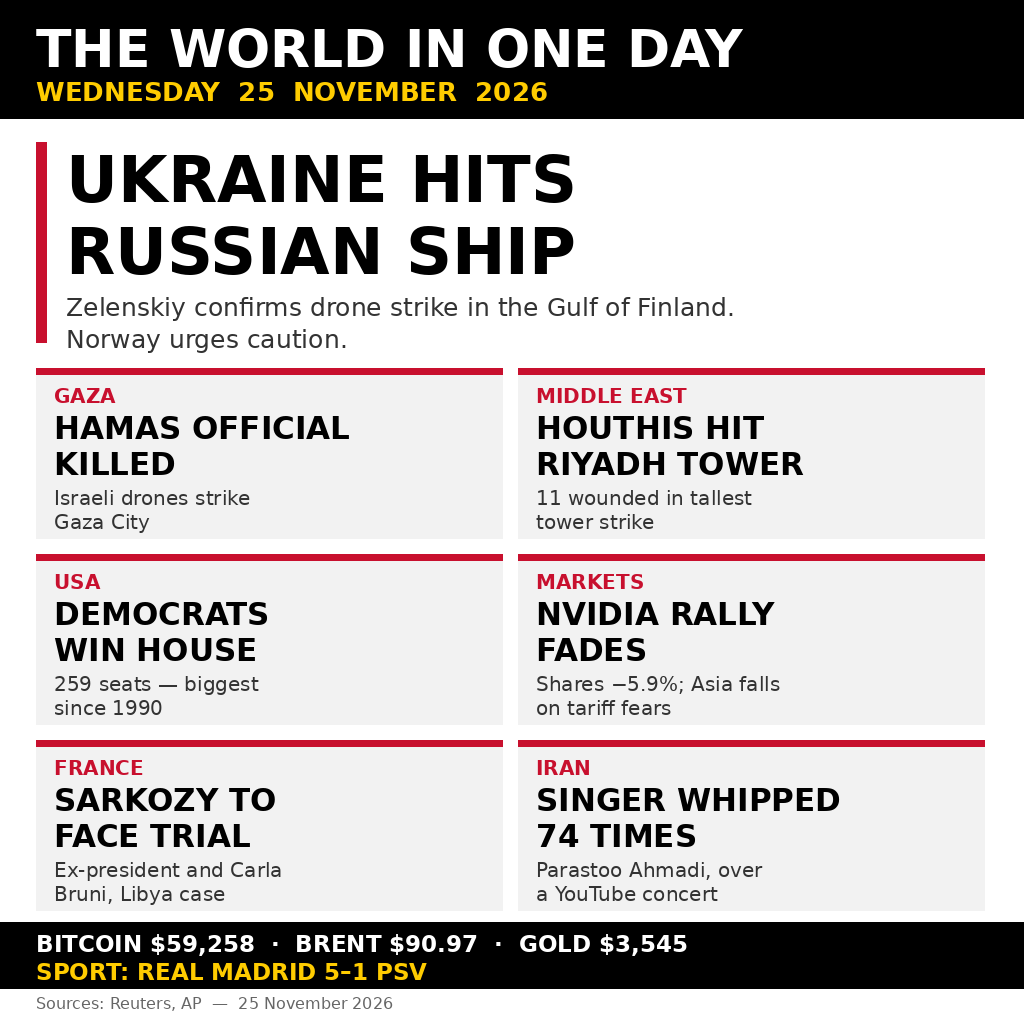 THE WORLD IN ONE DAY
WEDNESDAY 25 NOVEMBER 2026
UKRAINE HITS
RUSSIAN SHIP
Zelenskiy confirms drone strike in the Gulf of Finland.
Norway urges caution.
GAZA
HAMAS OFFICIAL
KILLED
Israeli drones strike
Gaza City
MIDDLE EAST
HOUTHIS HIT
RIYADH TOWER
11 wounded in tallest
tower strike
USA
DEMOCRATS
WIN HOUSE
259 seats — biggest
since 1990
MARKETS
NVIDIA RALLY
FADES
Shares −5.9%; Asia falls
on tariff fears
FRANCE
SARKOZY TO
FACE TRIAL
Ex-president and Carla
Bruni, Libya case
IRAN
SINGER WHIPPED
74 TIMES
Parastoo Ahmadi, over
a YouTube concert
BITCOIN $59,258 · BRENT $90.97 · GOLD $3,545
SPORT: REAL MADRID 5–1 PSV
Sources: Reuters, AP — 25 November 2026